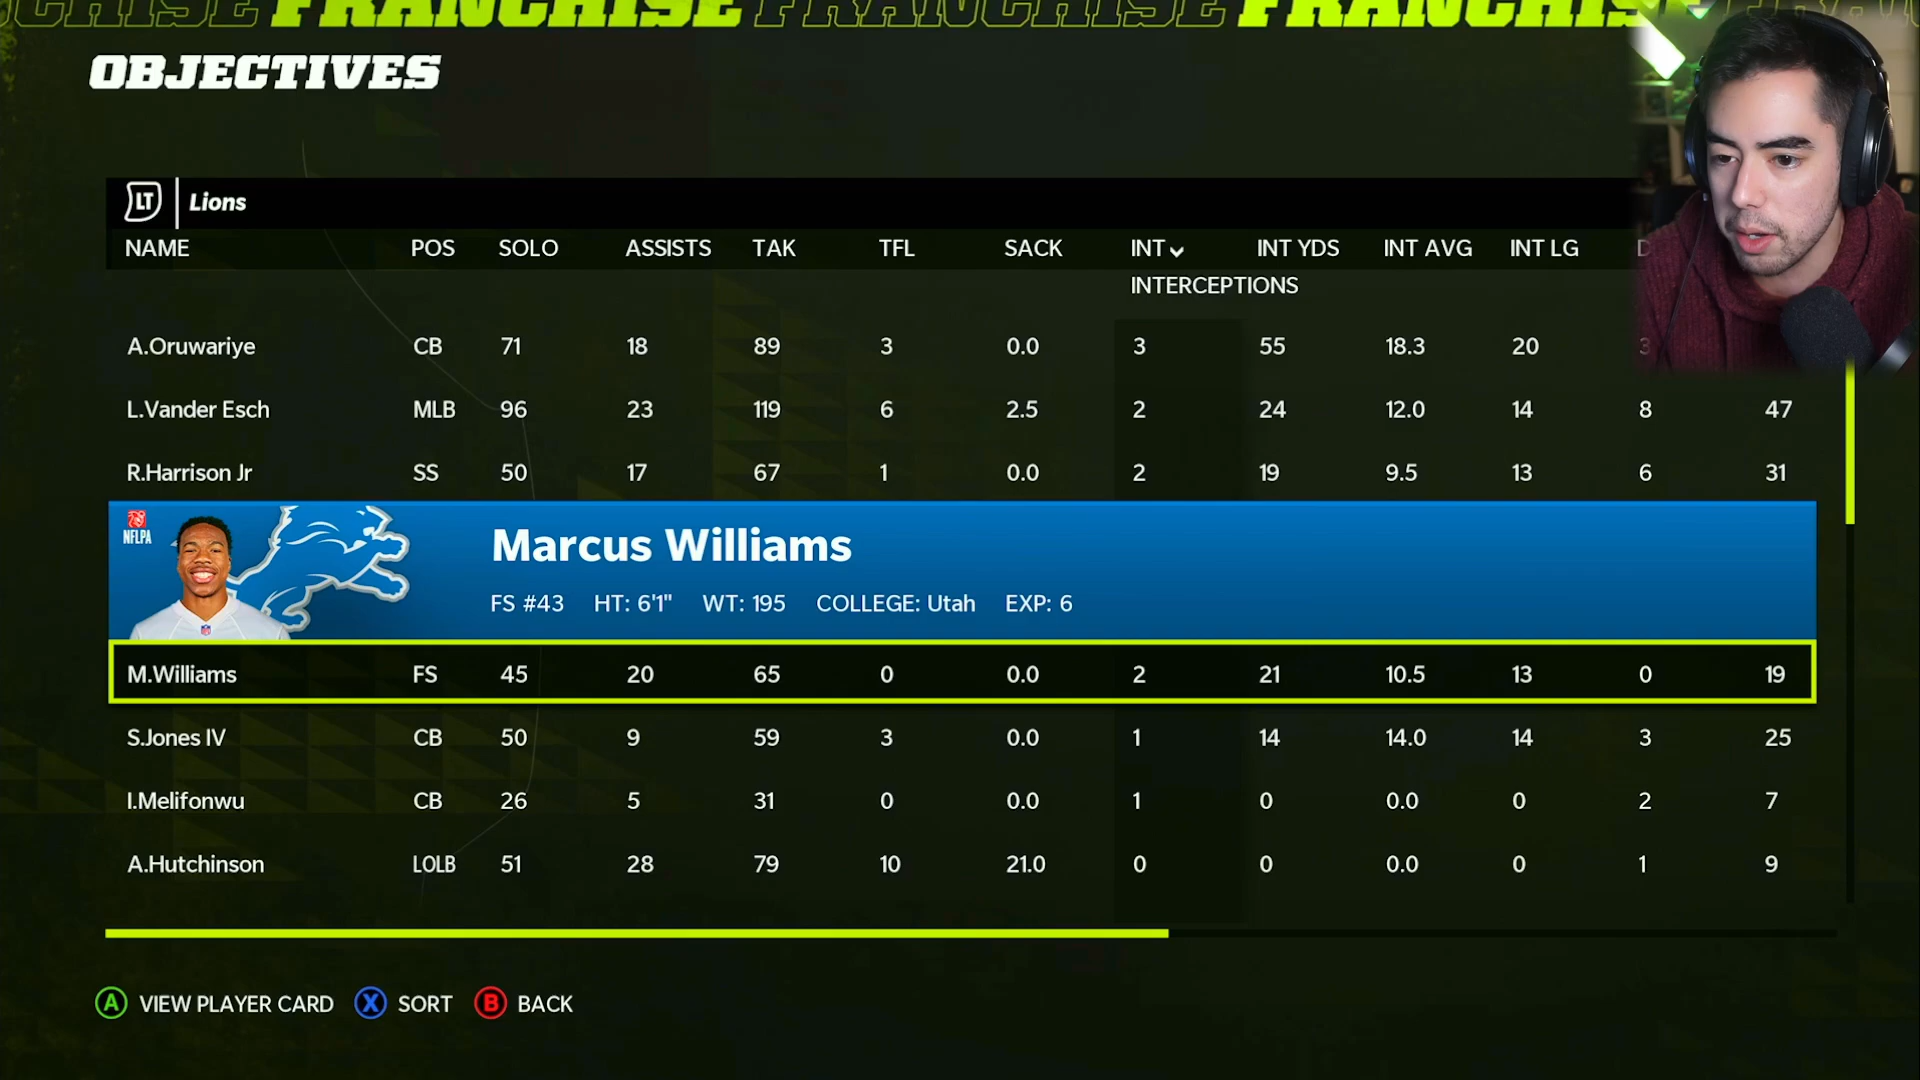 CHISE FRANCHISE FRANCHISE FRANCHISE
OBJECTIVES
LT Lions
NAME POS SOLO ASSISTS TAK TFL SACK INT INT YDS INT AVG INT LG
INTERCEPTIONS
A.Oruwariye CB 71 18 89 3 0.0 3 55 18.3 20 3
L.Vander Esch MLB 96 23 119 6 2.5 2 24 12.0 14 8 47
R.Harrison Jr SS 50 17 67 1 0.0 2 19 9.5 13 6 31
NFLPA
Marcus Williams
FS #43 HT: 6'1" WT: 195 COLLEGE: Utah EXP: 6
M.Williams FS 45 20 65 0 0.0 2 21 10.5 13 0 19
S.Jones IV CB 50 9 59 3 0.0 1 14 14.0 14 3 25
I.Melifonwu CB 26 5 31 0 0.0 1 0 0.0 0 2 7
A.Hutchinson LOLB 51 28 79 10 21.0 0 0 0.0 0 1 9
A VIEW PLAYER CARD X SORT B BACK